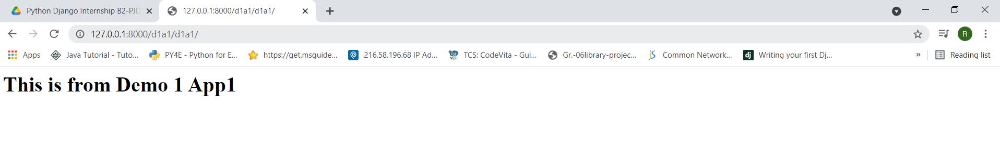 Python Django Internship B2-PJD
127.0.0.1:8000/d1a1/d1a1/
127.0.0.1:8000/d1a1/d1a1/
R
Apps Java Tutorial - Tuto... PY4E - Python for E... https://get.msguide... 216.58.196.68 IP Ad... TCS: CodeVita - Gui... Gr.-06library-projec... Common Network... dj Writing your first Dj... » Reading list
This is from Demo 1 App1